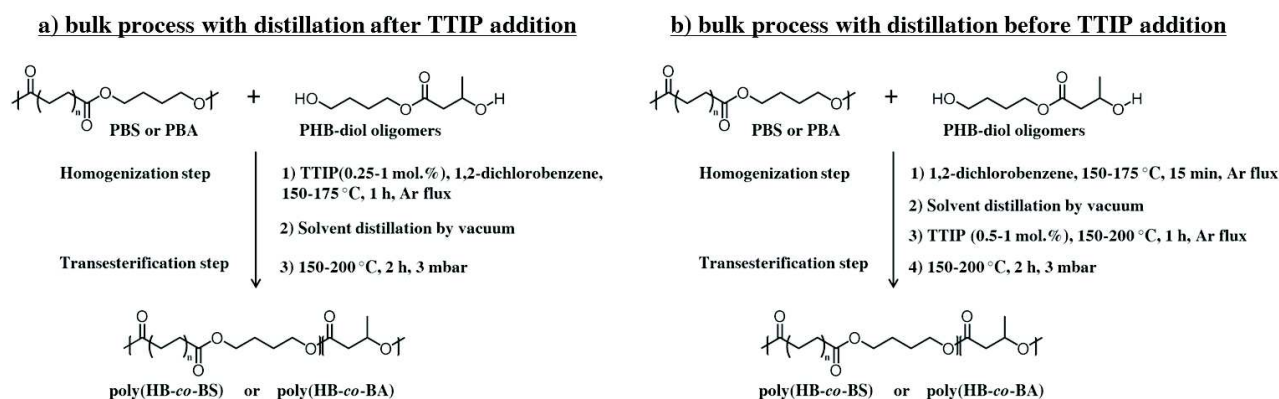 a) bulk process with distillation after TTIP addition
O
O
n
O
O
PBS or PBA
+
HO
O
O
O
H
PHB-diol oligomers
Homogenization step
1) TTIP(0.25-1 mol.%), 1,2-dichlorobenzene,
150-175 °C, 1 h, Ar flux
2) Solvent distillation by vacuum
Transesterification step
3) 150-200 °C, 2 h, 3 mbar
O
O
n
O
O
O
O
poly(HB-co-BS) or poly(HB-co-BA)
b) bulk process with distillation before TTIP addition
O
O
n
O
O
PBS or PBA
+
HO
O
O
O
H
PHB-diol oligomers
Homogenization step
1) 1,2-dichlorobenzene, 150-175 °C, 15 min, Ar flux
2) Solvent distillation by vacuum
3) TTIP (0.5-1 mol.%), 150-200 °C, 1 h, Ar flux
Transesterification step
4) 150-200 °C, 2 h, 3 mbar
O
O
n
O
O
O
O
poly(HB-co-BS) or poly(HB-co-BA)